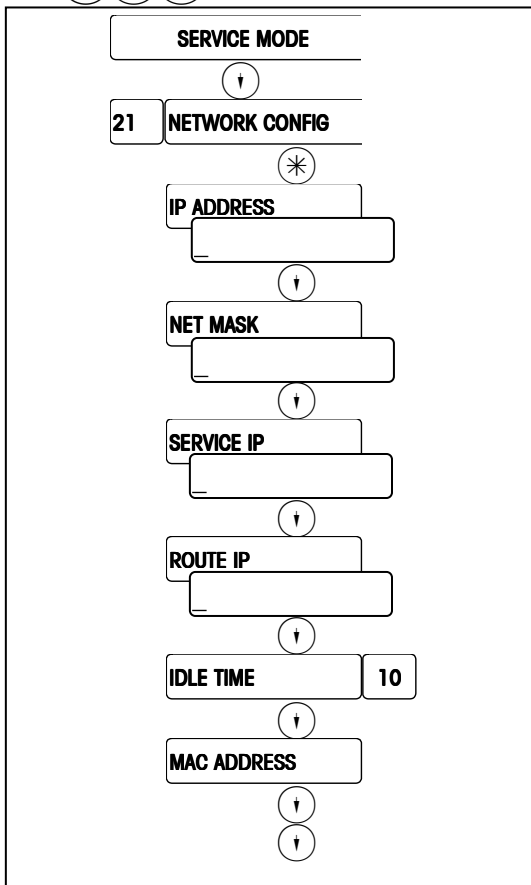 SERVICE MODE
21 NETWORK CONFIG
IP ADDRESS
_
NET MASK
_
SERVICE IP
_
ROUTE IP
_
IDLE TIME 10
MAC ADDRESS